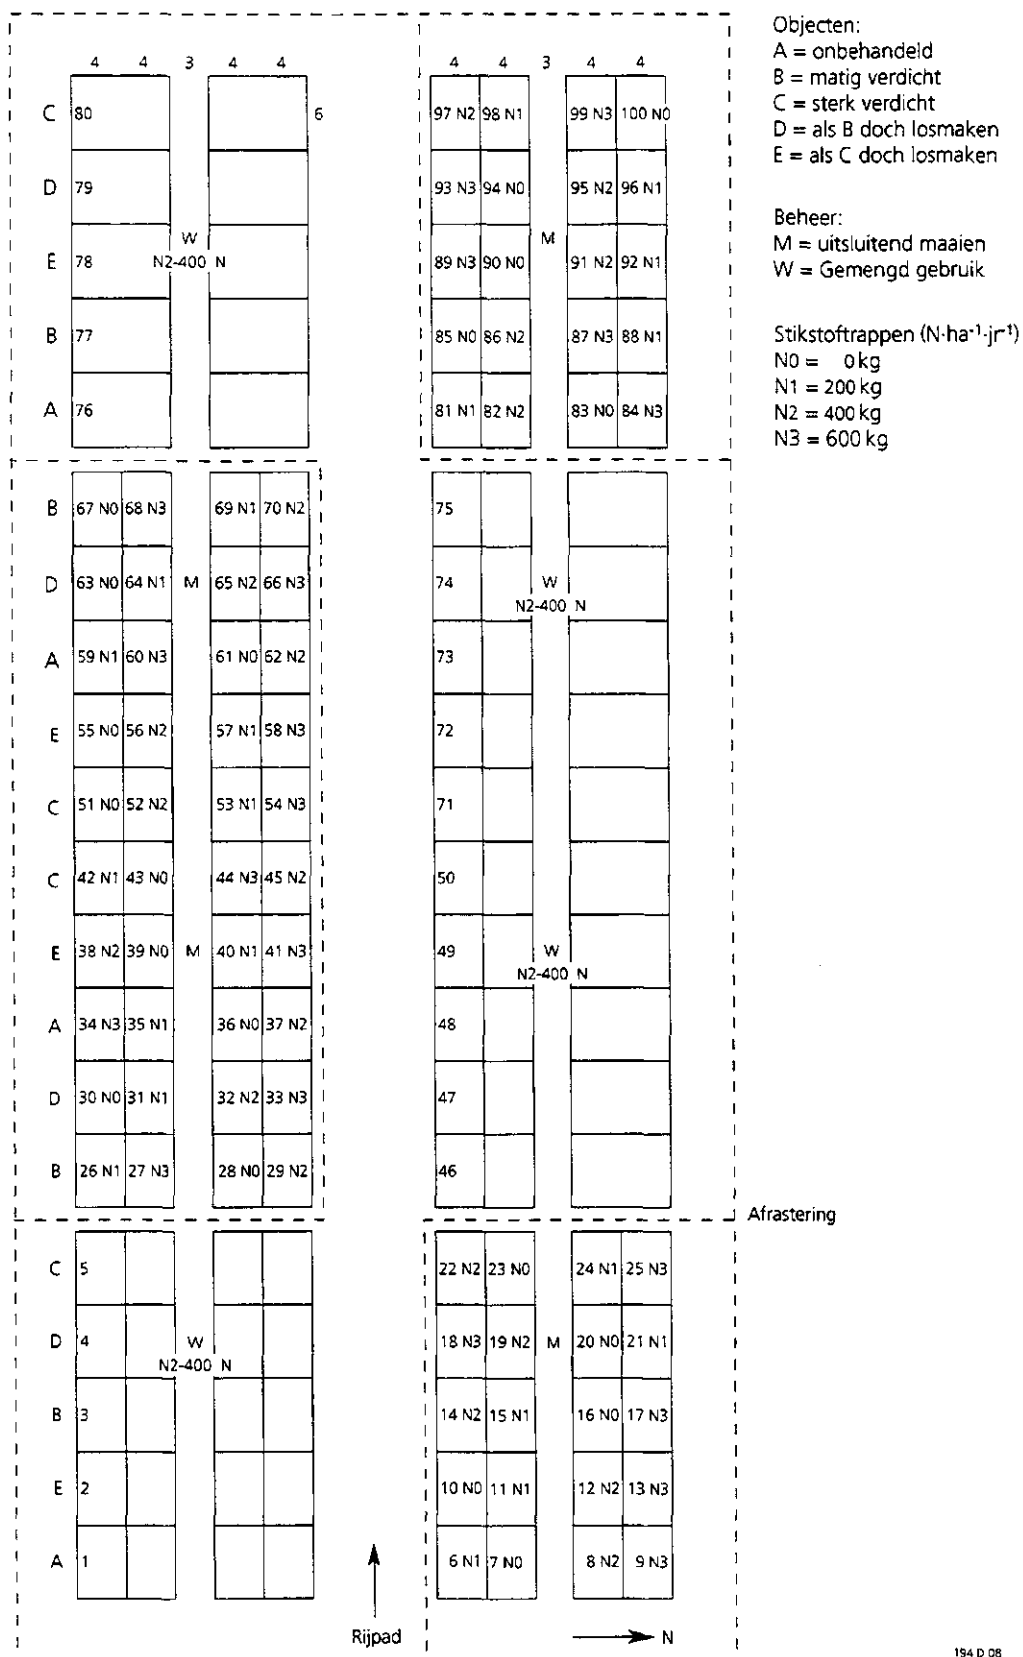 4 4 3 4 4
4 4 3 4 4
Objecten:
A = onbehandeld
B = matig verdicht
C = sterk verdicht
D = als B doch losmaken
E = als C doch losmaken
Beheer:
M = uitsluitend maaien
W = Gemengd gebruik
Stikstoftrappen (N·ha⁻¹·jr⁻¹)
N0 = 0 kg
N1 = 200 kg
N2 = 400 kg
N3 = 600 kg
C 80 6
D 79
W
N2-400 N
E 78
B 77
A 76
97 N2 98 N1 99 N3 100 N0
93 N3 94 N0 95 N2 96 N1
M
89 N3 90 N0 91 N2 92 N1
85 N0 86 N2 87 N3 88 N1
81 N1 82 N2 83 N0 84 N3
B 67 N0 68 N3 69 N1 70 N2
D 63 N0 64 N1 M 65 N2 66 N3
A 59 N1 60 N3 61 N0 62 N2
E 55 N0 56 N2 57 N1 58 N3
C 51 N0 52 N2 53 N1 54 N3
C 42 N1 43 N0 44 N3 45 N2
E 38 N2 39 N0 M 40 N1 41 N3
A 34 N3 35 N1 36 N0 37 N2
D 30 N0 31 N1 32 N2 33 N3
B 26 N1 27 N3 28 N0 29 N2
75
74 W
N2-400 N
73
72
71
50
49 W
N2-400 N
48
47
46
Afrastering
C 5
D 4 W
N2-400 N
B 3
E 2
A 1
22 N2 23 N0 24 N1 25 N3
18 N3 19 N2 M 20 N0 21 N1
14 N2 15 N1 16 N0 17 N3
10 N0 11 N1 12 N2 13 N3
6 N1 7 N0 8 N2 9 N3
Rijpad
N
194 D 08